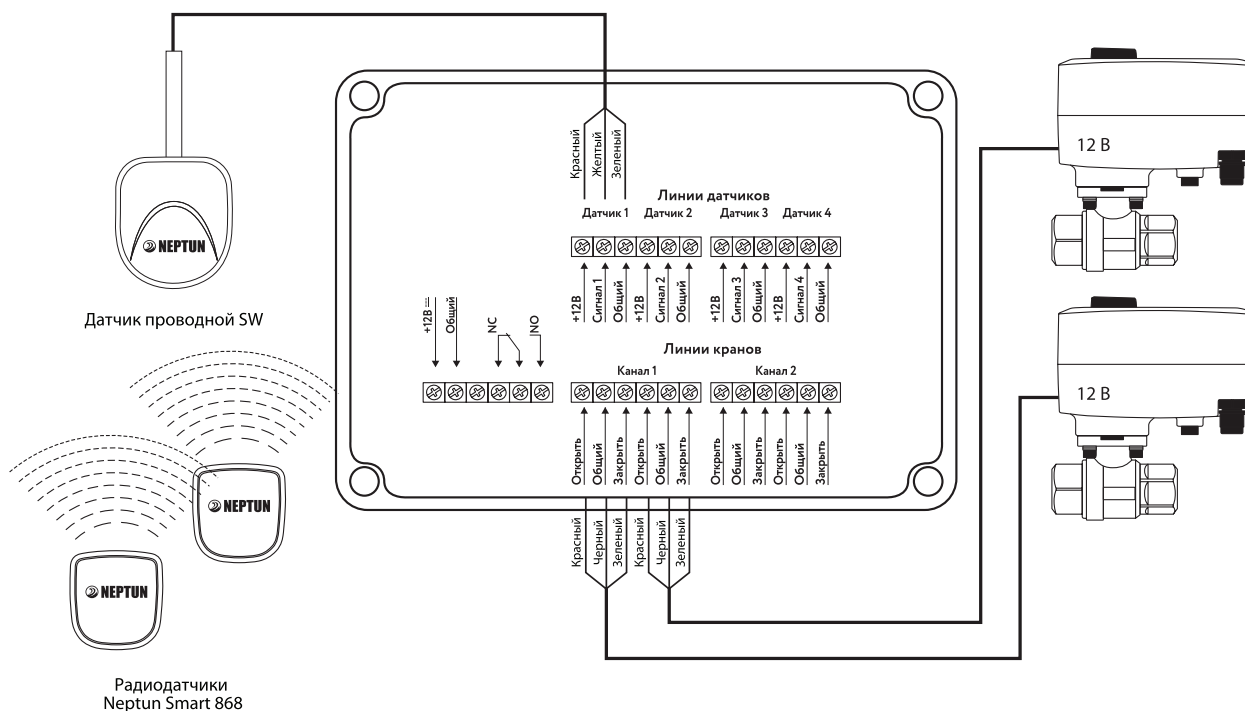 Красный
Желтый
Зеленый
12 В
Линии датчиков
Датчик 1 Датчик 2 Датчик 3 Датчик 4
NEPTUN
+12В
Сигнал 1
Общий
+12В
Сигнал 2
Общий
+12В
Сигнал 3
Общий
+12В
Сигнал 4
Общий
Датчик проводной SW
+12В
Общий
NC
NO
Линии кранов
Канал 1 Канал 2
12 В
Открыть
Общий
Закрыть
Открыть
Общий
Закрыть
Открыть
Общий
Закрыть
Открыть
Общий
Закрыть
NEPTUN
Красный
Черный
Зеленый
Красный
Черный
Зеленый
NEPTUN
Радиодатчики
Neptun Smart 868